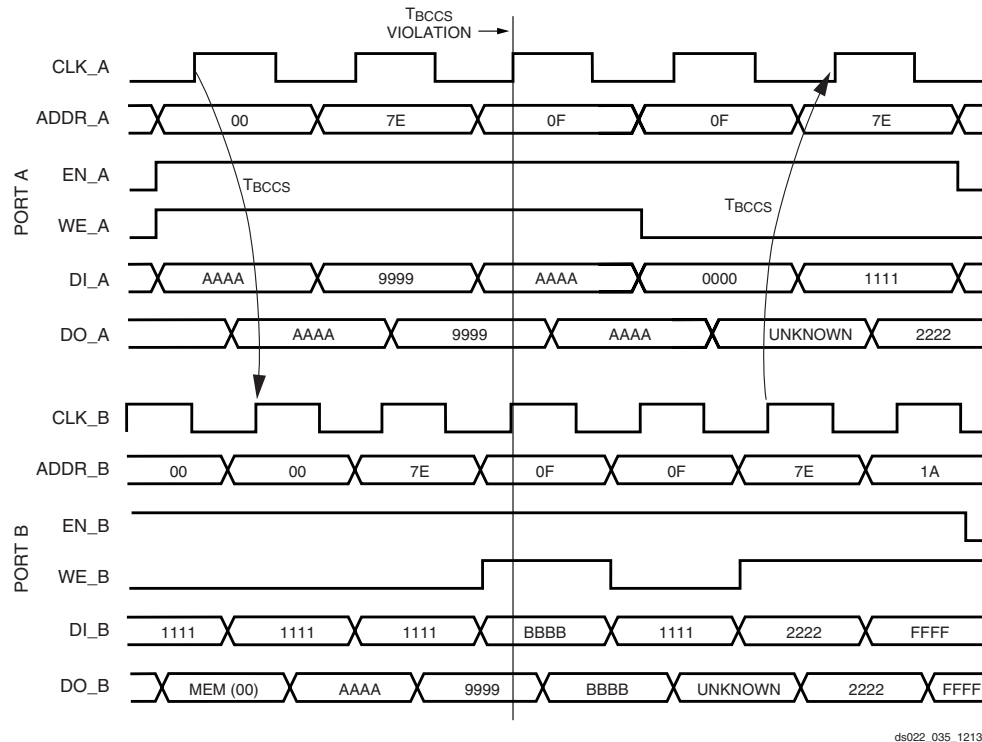 TBCCS
VIOLATION
CLK_A
ADDR_A 00 7E 0F 0F 7E
PORT A
EN_A
TBCCS
TBCCS
WE_A
DI_A AAAA 9999 AAAA 0000 1111
DO_A AAAA 9999 AAAA UNKNOWN 2222
CLK_B
ADDR_B 00 00 7E 0F 0F 7E 1A
PORT B
EN_B
WE_B
DI_B 1111 1111 1111 BBBB 1111 2222 FFFF
DO_B MEM (00) AAAA 9999 BBBB UNKNOWN 2222 FFFF
ds022_035_1213